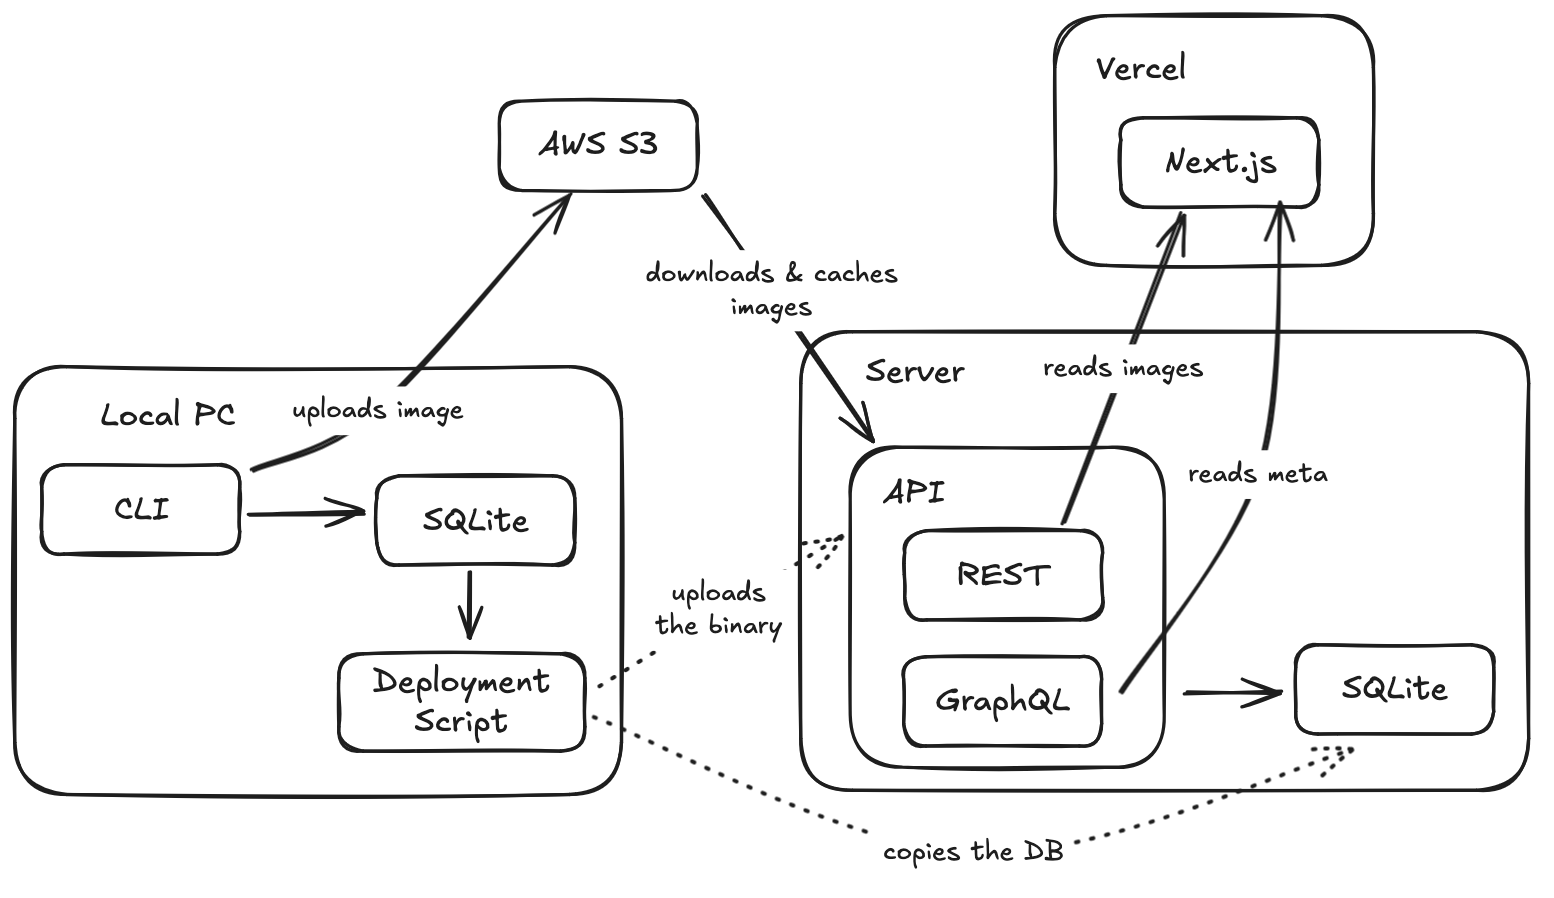 Vercel
Next.js
AWS S3
downloads & caches
images
Server
reads images
Local PC
uploads image
CLI
SQLite
reads meta
API
REST
uploads
the binary
Deployment
Script
GraphQL
SQLite
copies the DB